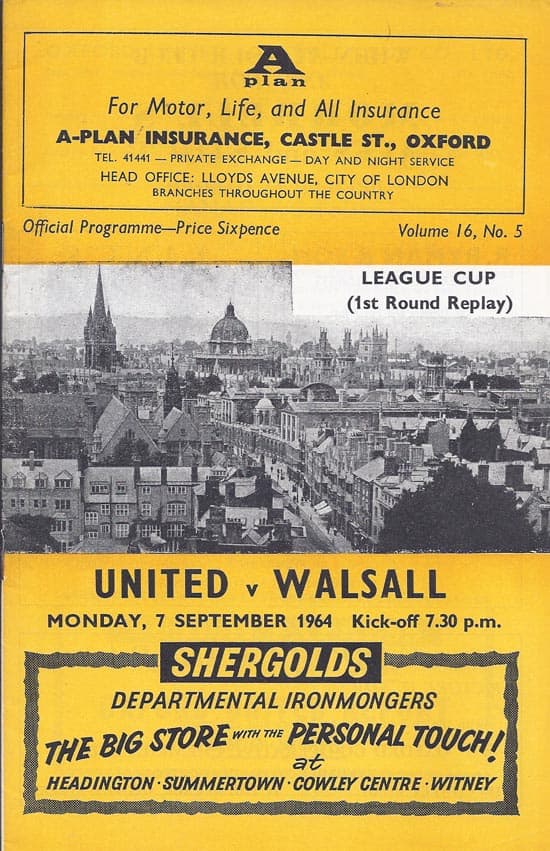 A
plan
For Motor, Life, and All Insurance
A-PLAN INSURANCE, CASTLE ST., OXFORD
TEL. 41441 — PRIVATE EXCHANGE — DAY AND NIGHT SERVICE
HEAD OFFICE: LLOYDS AVENUE, CITY OF LONDON
BRANCHES THROUGHOUT THE COUNTRY
Official Programme—Price Sixpence
Volume 16, No. 5
LEAGUE CUP
(1st Round Replay)
UNITED v WALSALL
MONDAY, 7 SEPTEMBER 1964 Kick-off 7.30 p.m.
SHERGOLDS
DEPARTMENTAL IRONMONGERS
THE BIG STORE WITH THE PERSONAL TOUCH!
at
HEADINGTON · SUMMERTOWN · COWLEY CENTRE · WITNEY